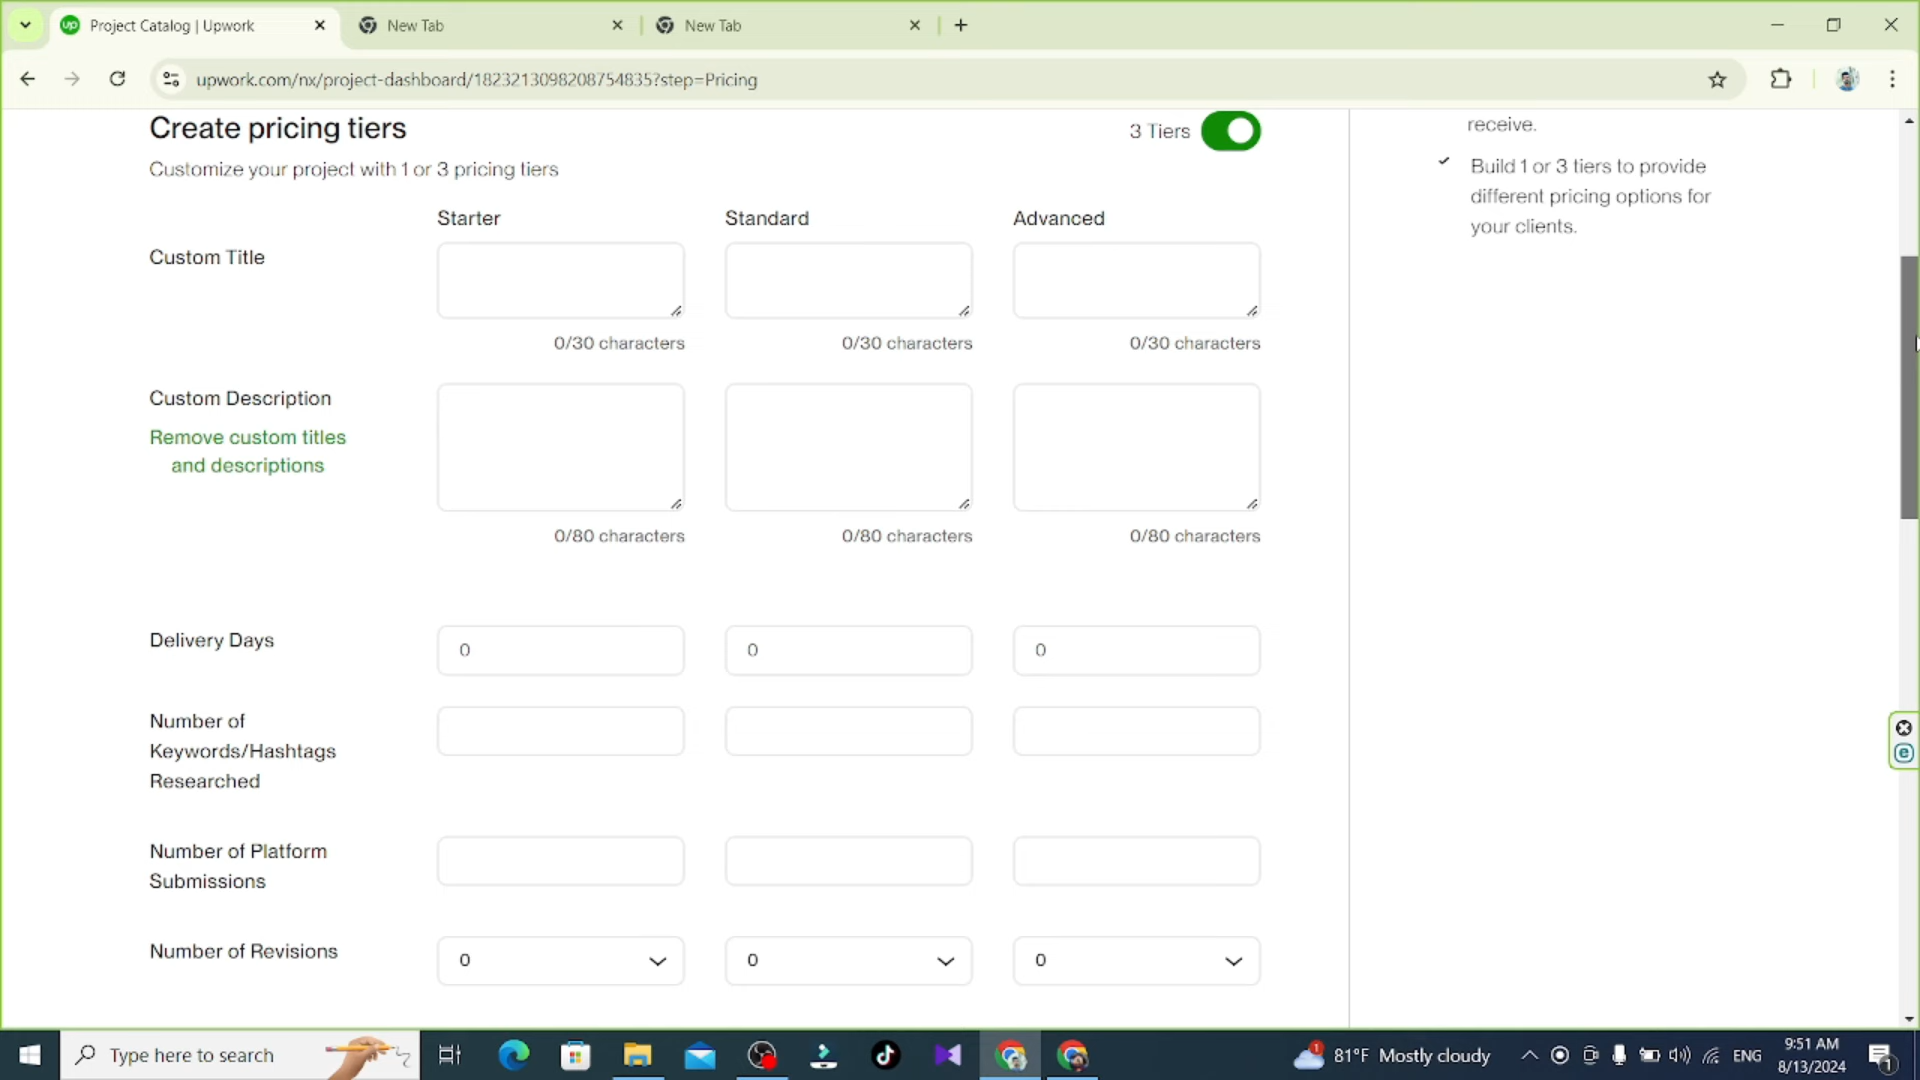 Project Catalog | Upwork
New Tab
New Tab
upwork.com/nx/project-dashboard/1823213098208754835?step=Pricing
Create pricing tiers
3 Tiers
Customize your project with 1 or 3 pricing tiers
receive.
Build 1 or 3 tiers to provide
different pricing options for
your clients.
Starter Standard Advanced
Custom Title
0/30 characters 0/30 characters 0/30 characters
Custom Description
Remove custom titles
and descriptions
0/80 characters 0/80 characters 0/80 characters
Delivery Days 0 0 0
Number of
Keywords/Hashtags
Researched
Number of Platform
Submissions
Number of Revisions 0 0 0
Type here to search
81°F Mostly cloudy
ENG
9:51 AM
8/13/2024